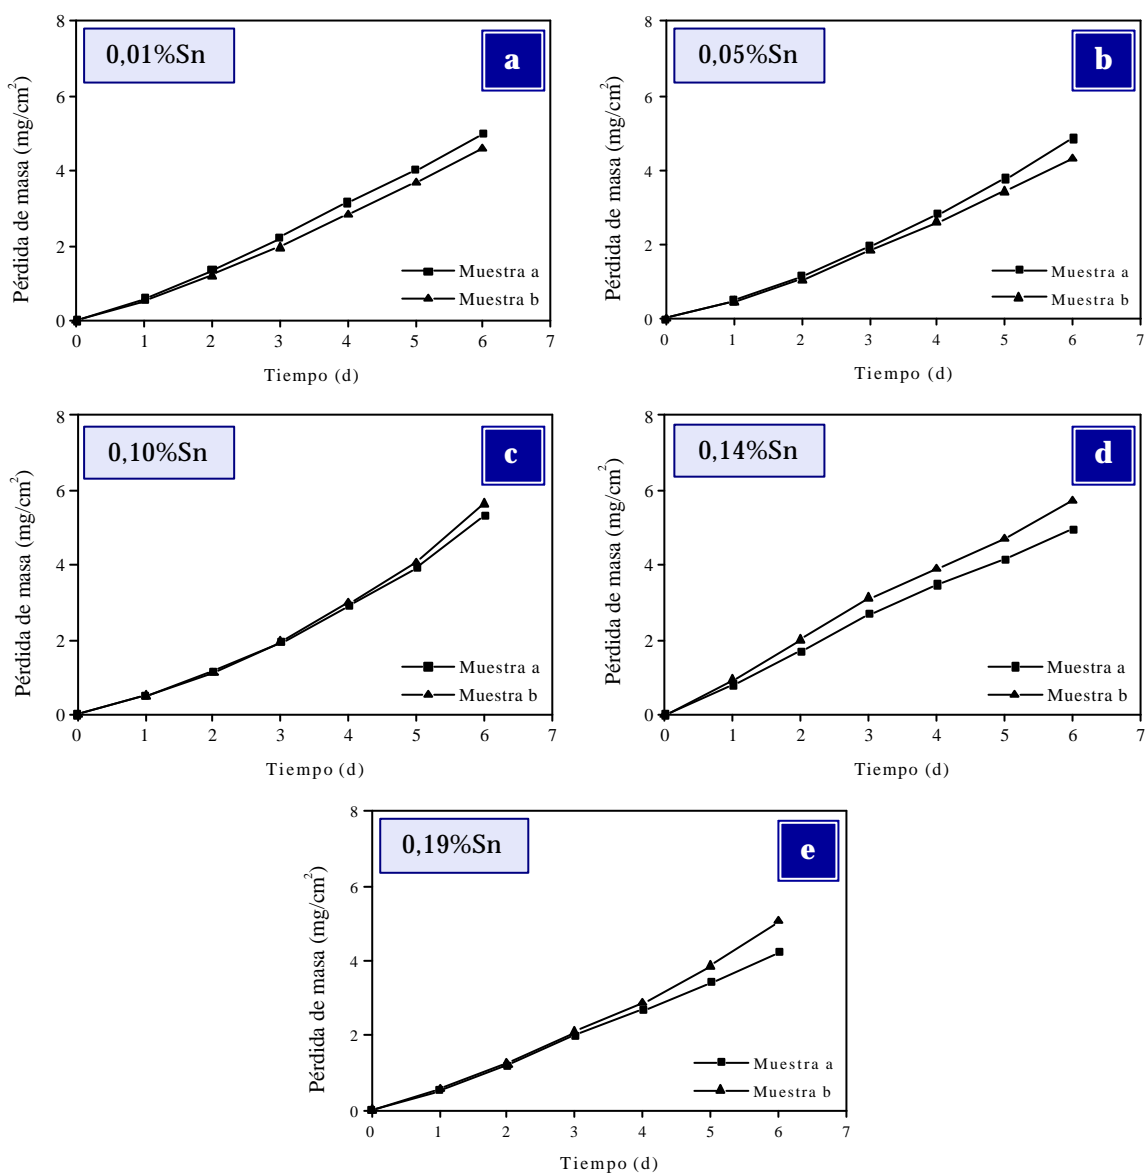 0,01%Sn
a
Pérdida de masa (mg/cm²)
8
6
4
2
0
Muestra a
Muestra b
0 1 2 3 4 5 6 7
Tiempo (d)
0,05%Sn
b
Pérdida de masa (mg/cm²)
8
6
4
2
0
Muestra a
Muestra b
0 1 2 3 4 5 6 7
Tiempo (d)
0,10%Sn
c
Pérdida de masa (mg/cm²)
8
6
4
2
0
Muestra a
Muestra b
0 1 2 3 4 5 6 7
Tiempo (d)
0,14%Sn
d
Pérdida de masa (mg/cm²)
8
6
4
2
0
Muestra a
Muestra b
0 1 2 3 4 5 6 7
Tiempo (d)
0,19%Sn
e
Pérdida de masa (mg/cm²)
8
6
4
2
0
Muestra a
Muestra b
0 1 2 3 4 5 6 7
Tiempo (d)